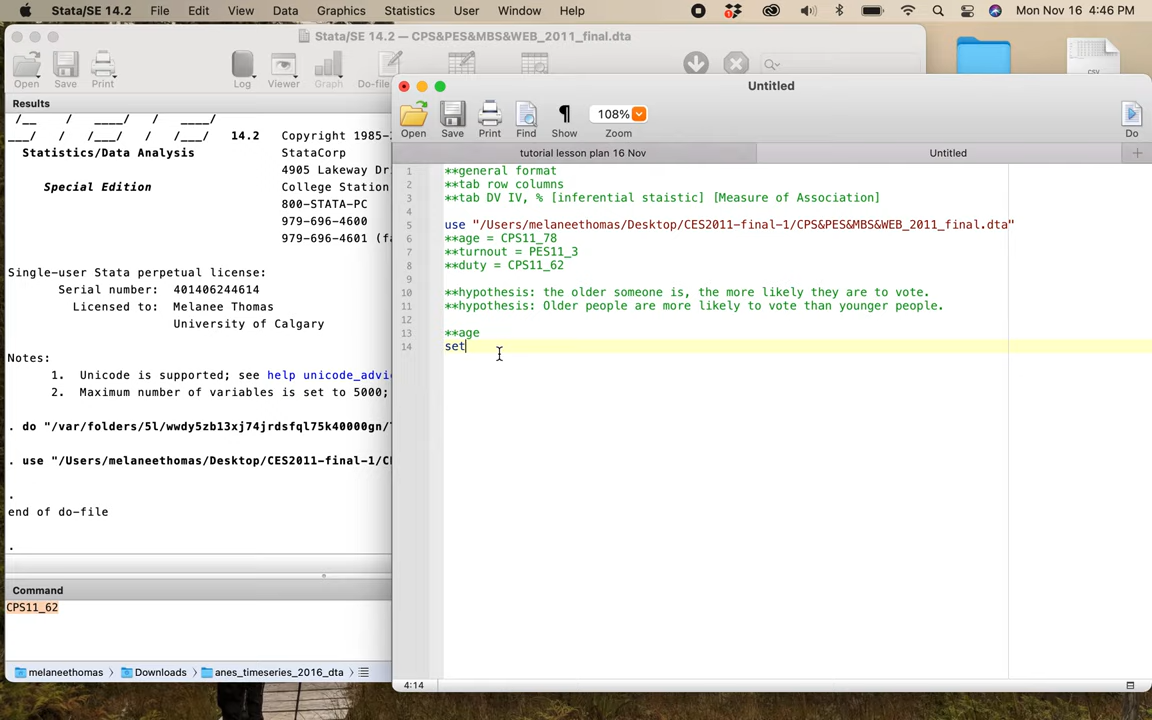 Stata/SE 14.2 File Edit View Data Graphics Statistics User Window Help Mon Nov 16 4:46 PM
Stata/SE 14.2 — CPS&PES&MBS&WEB_2011_final.dta
Open Save Print Log Viewer Graph Do-file
CSV
Results
/__ / ____/ / ____/
___/ / /___/ / /___/ 14.2 Copyright 1985-
Statistics/Data Analysis StataCorp
4905 Lakeway Dr
Special Edition College Station
800-STATA-PC
979-696-4600
979-696-4601 (fa
Single-user Stata perpetual license:
Serial number: 401406244614
Licensed to: Melanee Thomas
University of Calgary
Notes:
1. Unicode is supported; see help unicode_advi
2. Maximum number of variables is set to 5000;
. do "/var/folders/5l/wwdy5zb13xj74jrdsfql75k40000gn/
. use "/Users/melaneethomas/Desktop/CES2011-final-1/C
.
end of do-file
.
Command
CPS11_62
melaneethomas Downloads anes_timeseries_2016_dta
Untitled
108%
Open Save Print Find Show Zoom Do
tutorial lesson plan 16 Nov Untitled +
1 **general format
2 **tab row columns
3 **tab DV IV, % [inferential staistic] [Measure of Association]
4
5 use "/Users/melaneethomas/Desktop/CES2011-final-1/CPS&PES&MBS&WEB_2011_final.dta"
6 **age = CPS11_78
7 **turnout = PES11_3
8 **duty = CPS11_62
9
10 **hypothesis: the older someone is, the more likely they are to vote.
11 **hypothesis: Older people are more likely to vote than younger people.
12
13 **age
14 set
4:14